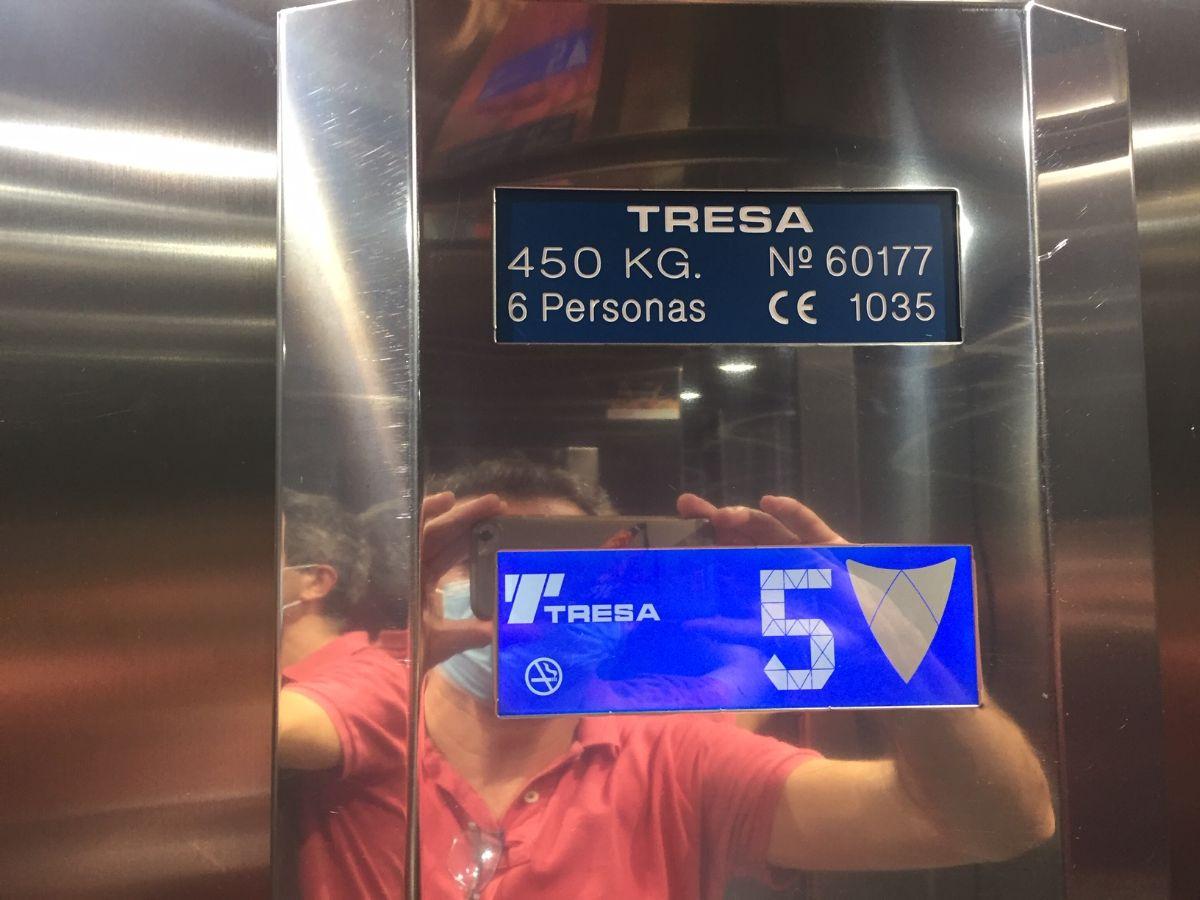 TRESA
450 KG. Nº 60177
6 Personas CE 1035
TRESA 5